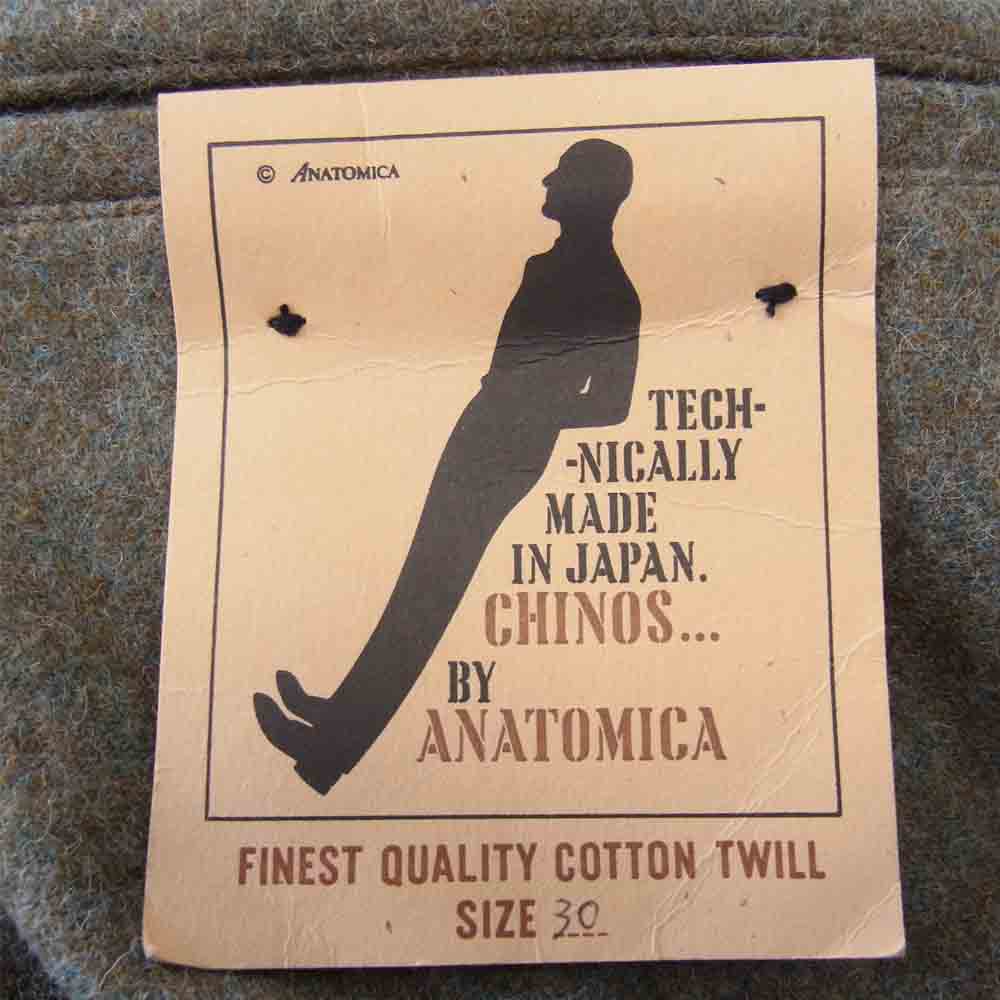 © ANATOMICA
TECH-
-NICALLY
MADE
IN JAPAN.
CHINOS...
BY
ANATOMICA
FINEST QUALITY COTTON TWILL
SIZE 30